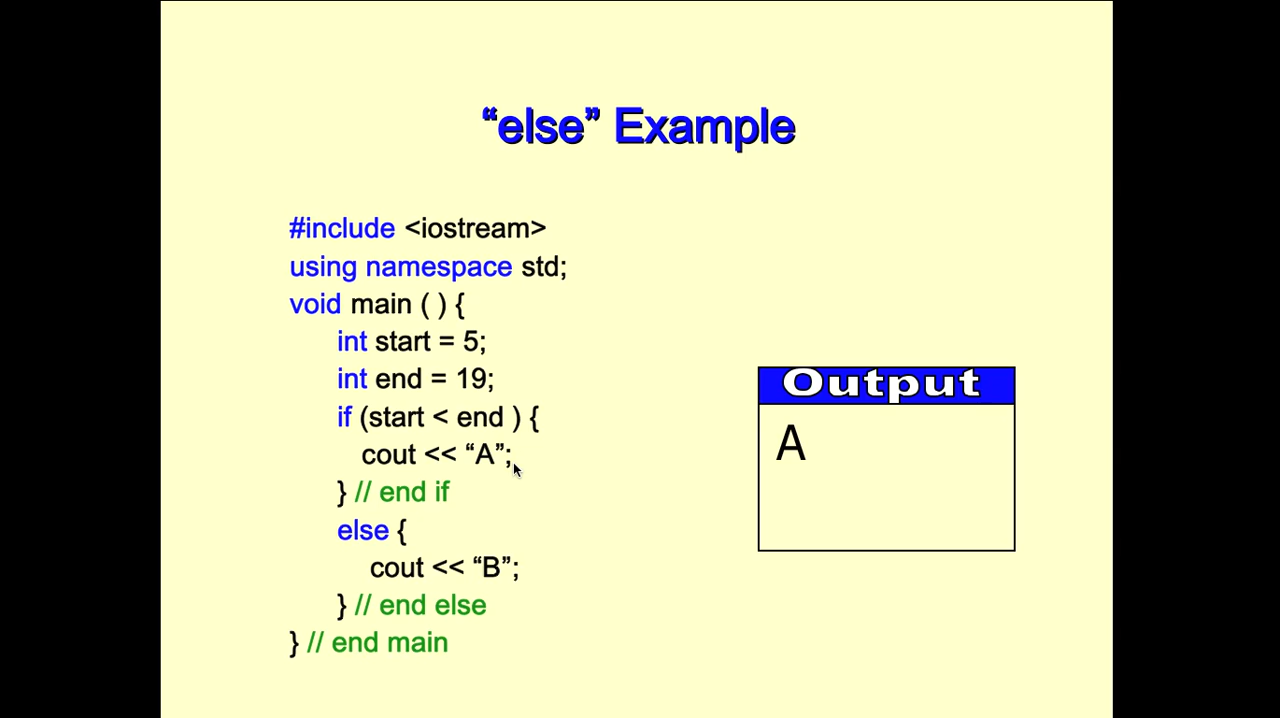 “else” Example
#include <iostream>
using namespace std;
void main ( ) {
int start = 5;
int end = 19;
if (start < end ) {
cout << “A”;
} // end if
else {
cout << “B”;
} // end else
} // end main
Output
A